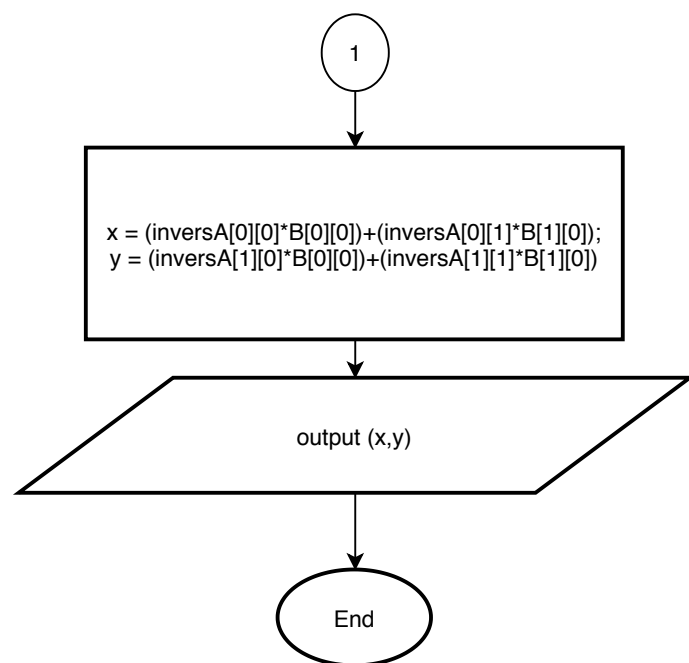 1
x = (inversA[0][0]*B[0][0])+(inversA[0][1]*B[1][0]);
y = (inversA[1][0]*B[0][0])+(inversA[1][1]*B[1][0])
output (x,y)
End